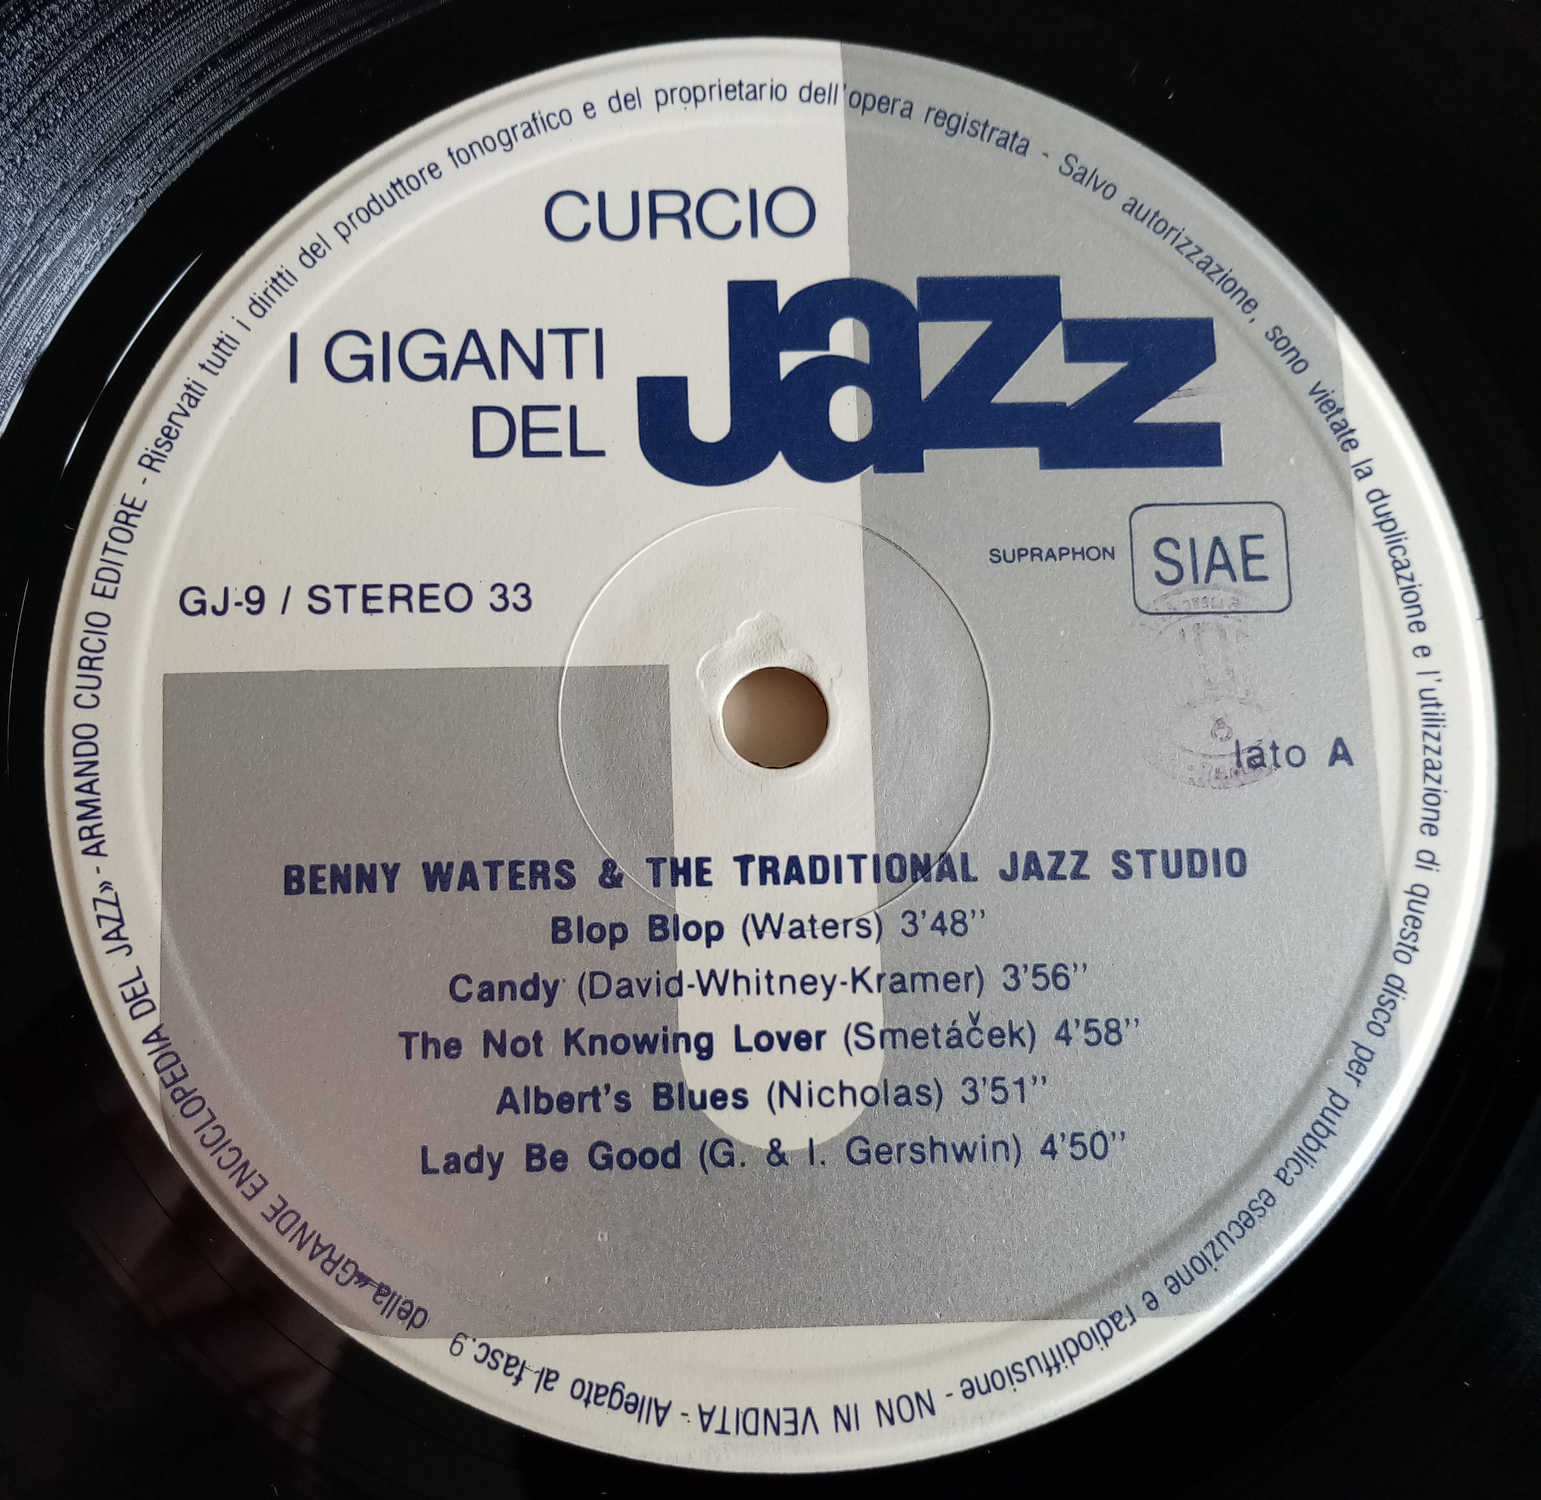 CURCIO
I GIGANTI
DEL
Jazz
SUPRAPHON
SIAE
GJ-9 / STEREO 33
lato A
BENNY WATERS & THE TRADITIONAL JAZZ STUDIO
Blop Blop (Waters) 3'48''
Candy (David-Whitney-Kramer) 3'56''
The Not Knowing Lover (Smetáček) 4'58''
Albert's Blues (Nicholas) 3'51''
Lady Be Good (G. & I. Gershwin) 4'50''
della «GRANDE ENCICLOPEDIA DEL JAZZ» - ARMANDO CURCIO EDITORE - Riservati tutti i diritti del produttore fonografico e del proprietario dell'opera registrata - Salvo autorizzazione, sono vietate la duplicazione e l'utilizzazione di questo disco per pubblica esecuzione e radiodiffusione - NON IN VENDITA - Allegato al fasc.9